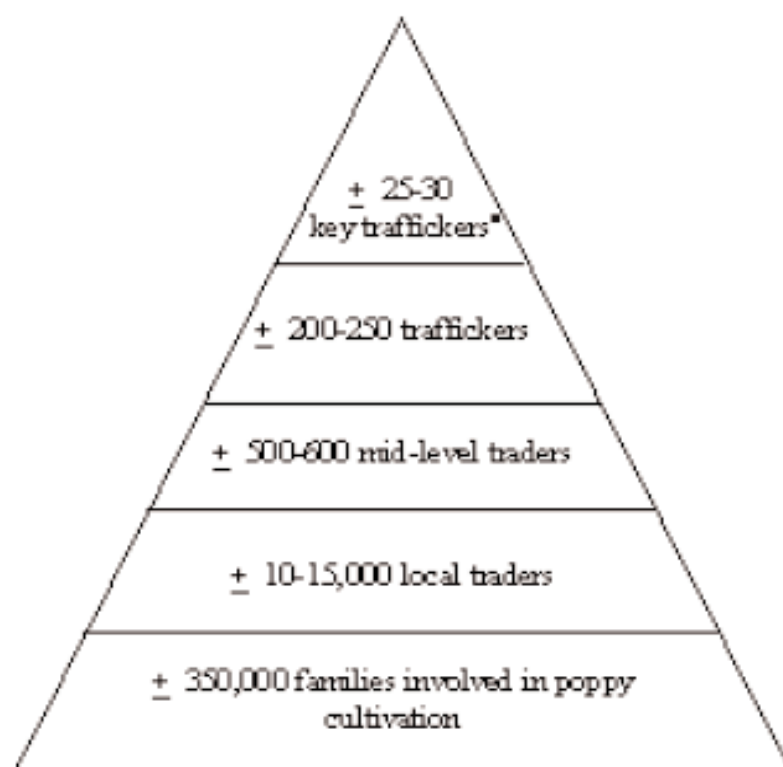 ± 25-30
key traffickers*
± 200-250 traffickers
± 500-600 mid-level traders
± 10-15,000 local traders
± 350,000 families involved in poppy
cultivation